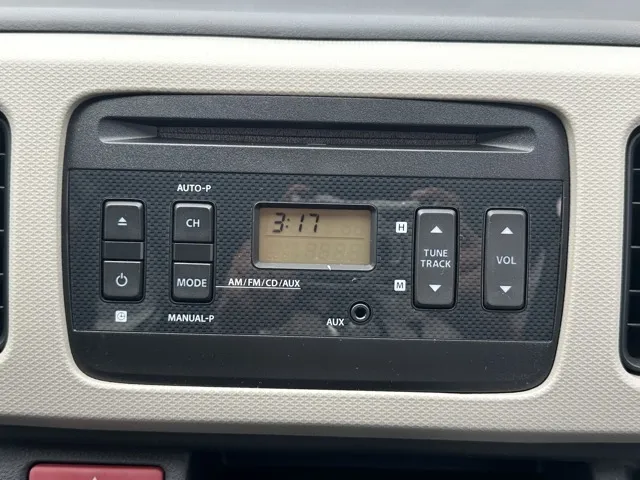 AUTO-P
CH
3:17
H
TUNE
TRACK
VOL
MODE
AM/FM/CD/AUX
M
MANUAL-P
AUX